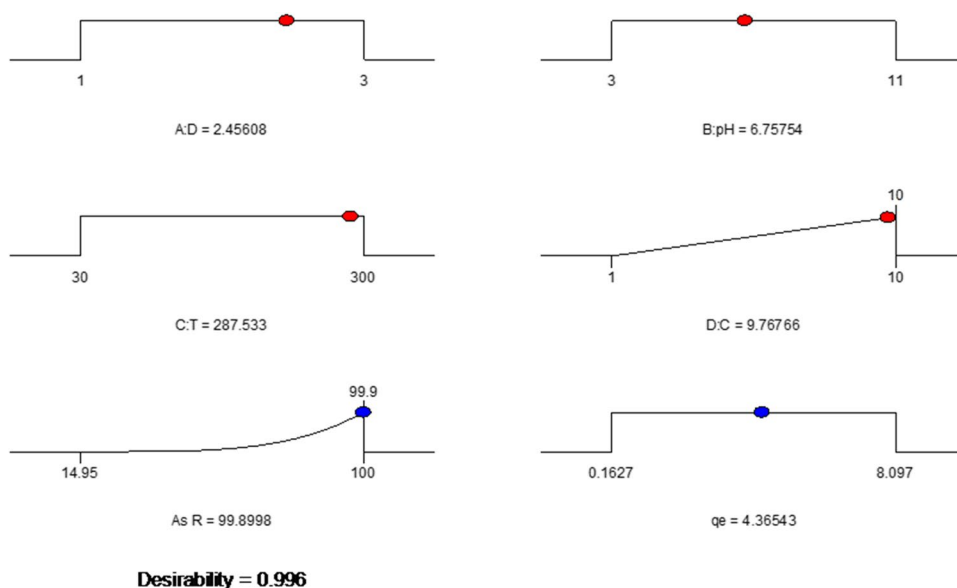 1
3
A:D = 2.45608
3
11
B:pH = 6.75754
30
300
C:T = 287.533
10
1
10
D:C = 9.76766
99.9
14.95
100
As R = 99.8998
0.1627
8.097
qe = 4.36543
Desirability = 0.996